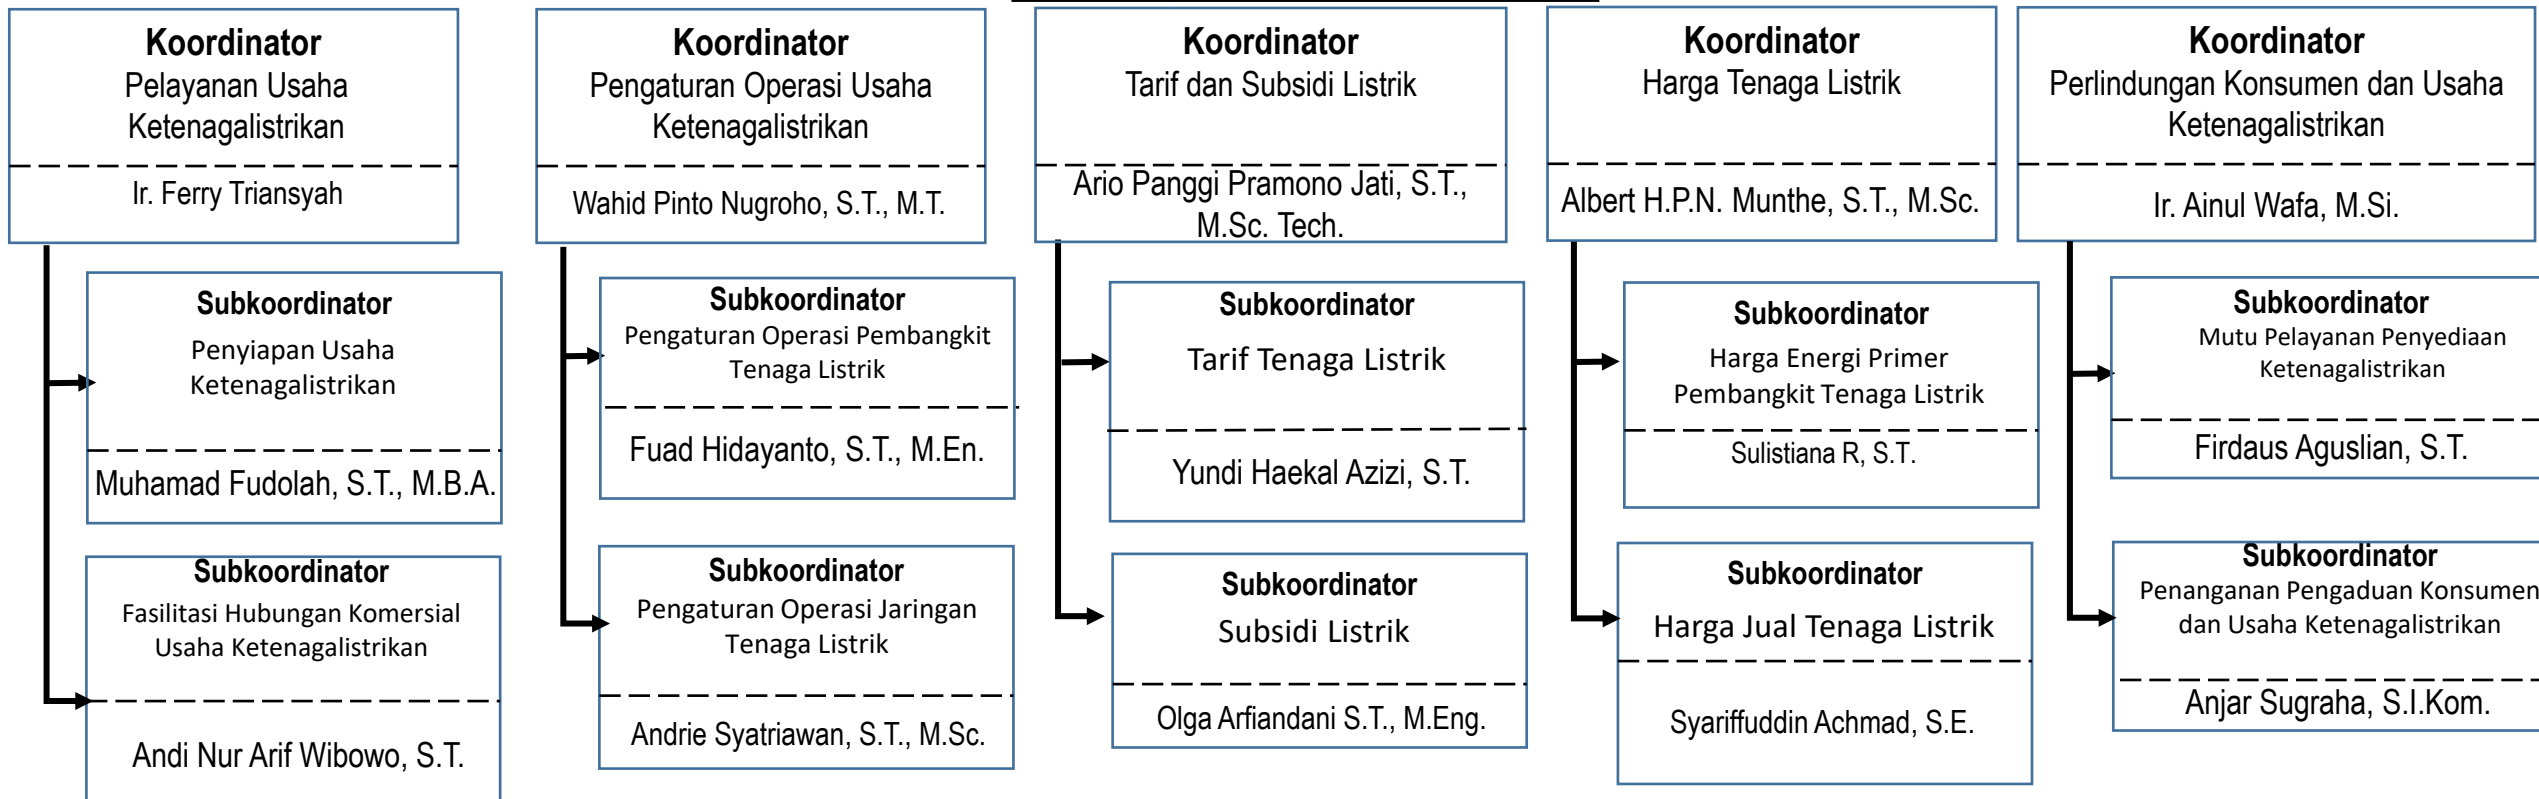 Koordinator
Pelayanan Usaha
Ketenagalistrikan
Ir. Ferry Triansyah
Subkoordinator
Penyiapan Usaha
Ketenagalistrikan
Muhamad Fudolah, S.T., M.B.A.
Subkoordinator
Fasilitasi Hubungan Komersial
Usaha Ketenagalistrikan
Andi Nur Arif Wibowo, S.T.
Koordinator
Pengaturan Operasi Usaha
Ketenagalistrikan
Wahid Pinto Nugroho, S.T., M.T.
Subkoordinator
Pengaturan Operasi Pembangkit
Tenaga Listrik
Fuad Hidayanto, S.T., M.En.
Subkoordinator
Pengaturan Operasi Jaringan
Tenaga Listrik
Andrie Syatriawan, S.T., M.Sc.
Koordinator
Tarif dan Subsidi Listrik
Ario Panggi Pramono Jati, S.T.,
M.Sc. Tech.
Subkoordinator
Tarif Tenaga Listrik
Yundi Haekal Azizi, S.T.
Subkoordinator
Subsidi Listrik
Olga Arfiandani S.T., M.Eng.
Koordinator
Harga Tenaga Listrik
Albert H.P.N. Munthe, S.T., M.Sc.
Subkoordinator
Harga Energi Primer
Pembangkit Tenaga Listrik
Sulistiana R, S.T.
Subkoordinator
Harga Jual Tenaga Listrik
Syariffuddin Achmad, S.E.
Koordinator
Perlindungan Konsumen dan Usaha
Ketenagalistrikan
Ir. Ainul Wafa, M.Si.
Subkoordinator
Mutu Pelayanan Penyediaan
Ketenagalistrikan
Firdaus Aguslian, S.T.
Subkoordinator
Penanganan Pengaduan Konsumen
dan Usaha Ketenagalistrikan
Anjar Sugraha, S.I.Kom.